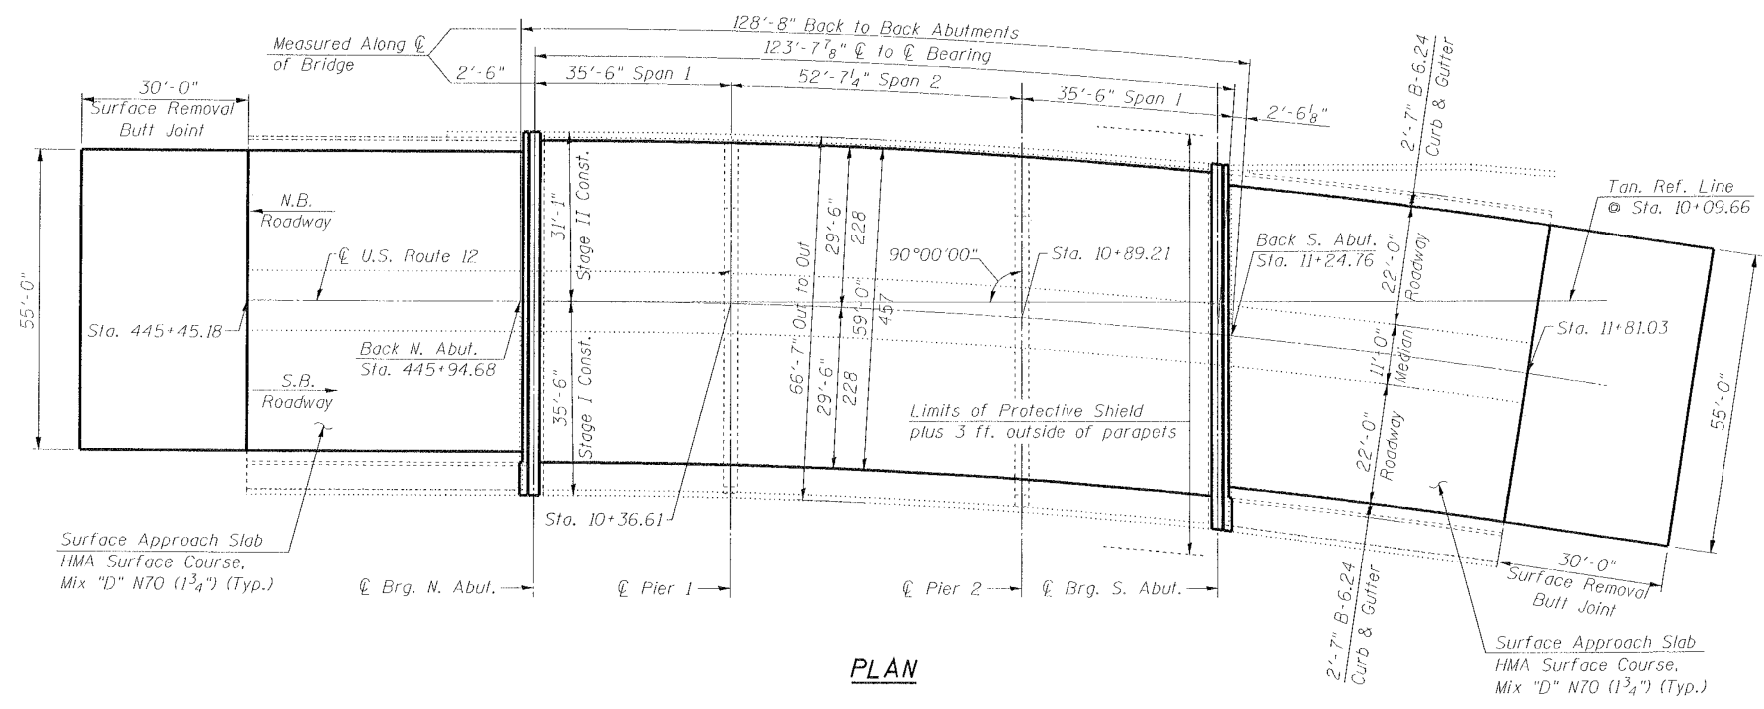 128'-8" Back to Back Abutments
Measured Along ℄
of Bridge
123'-7 7/8" ℄ to ℄ Bearing
2'-6"
35'-6" Span 1
52'-7 1/4" Span 2
35'-6" Span 1
2'-6 1/8"
30'-0"
Surface Removal
Butt Joint
2'-7" B-6.24
Curb & Gutter
Tan. Ref. Line
@ Sta. 10+09.66
55'-0"
N.B.
Roadway
℄ U.S. Route 12
Sta. 445+45.18
Back N. Abut.
Sta. 445+94.68
S.B.
Roadway
31'-1"
Stage II Const.
35'-6"
Stage I Const.
66'-7" Out to Out
29'-6"
228
29'-6"
228
59'-0"
457
90°00'00"
Sta. 10+89.21
Back S. Abut.
Sta. 11+24.76
22'-0"
Roadway
11'-0"
Median
22'-0"
Roadway
Sta. 11+81.03
55'-0"
Limits of Protective Shield
plus 3 ft. outside of parapets
Sta. 10+36.61
Surface Approach Slab
HMA Surface Course,
Mix "D" N70 (1 3/4") (Typ.)
℄ Brg. N. Abut.
℄ Pier 1
℄ Pier 2
℄ Brg. S. Abut.
2'-7" B-6.24
Curb & Gutter
30'-0"
Surface Removal
Butt Joint
Surface Approach Slab
HMA Surface Course,
Mix "D" N70 (1 3/4") (Typ.)
PLAN